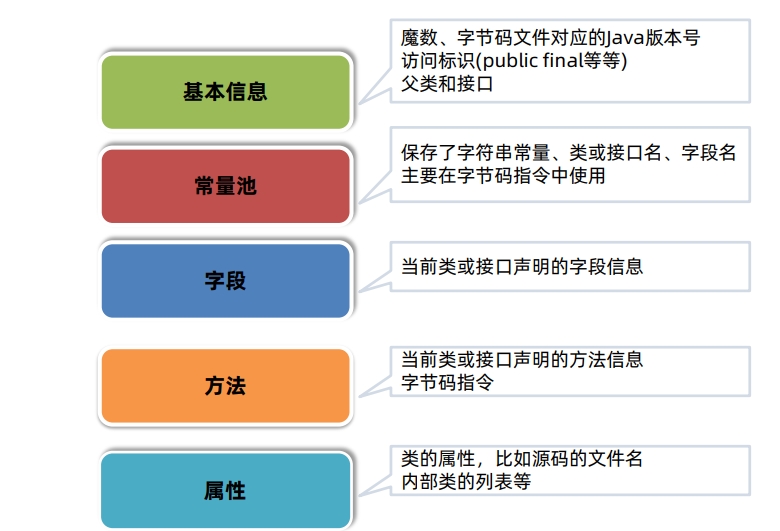 基本信息
魔数、字节码文件对应的Java版本号
访问标识(public final等等)
父类和接口
常量池
保存了字符串常量、类或接口名、字段名
主要在字节码指令中使用
字段
当前类或接口声明的字段信息
方法
当前类或接口声明的方法信息
字节码指令
属性
类的属性，比如源码的文件名
内部类的列表等